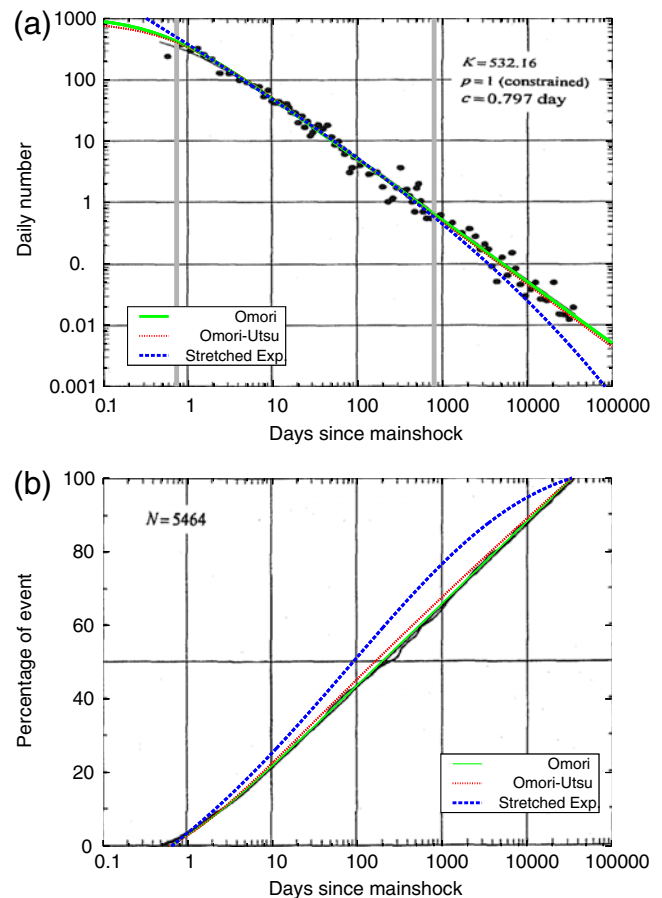 (a)
1000
100
10
1
0.
0.01
0.001
Daily number
K=532.16
p=1 (constrained)
c=0.797 day
Omori
Omori-Utsu
Stretched Exp.
0.1 1 10 100 1000 10000 100000
Days since mainshock
(b)
100
80
60
40
20
0
Percentage of event
N=5464
Omori
Omori-Utsu
Stretched Exp.
0.1 1 10 100 1000 10000 100000
Days since mainshock